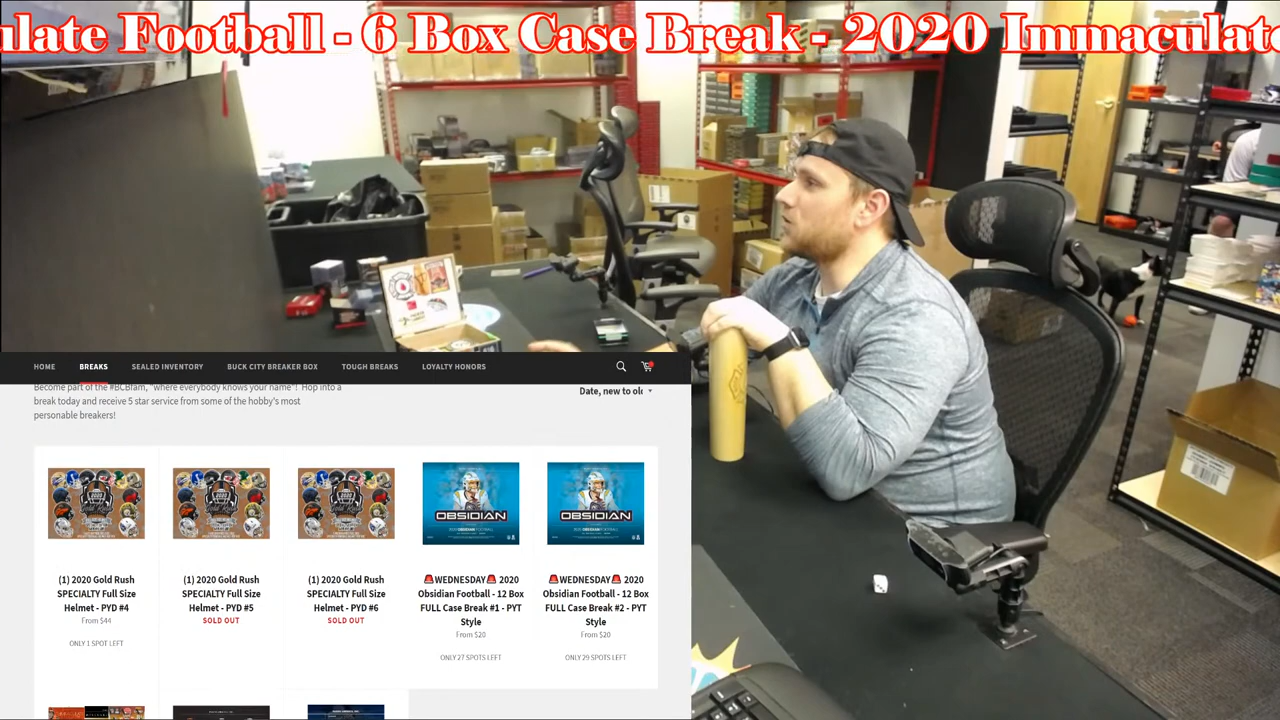 ulate Football - 6 Box Case Break - 2020 Immaculate
HOME BREAKS SEALED INVENTORY BUCK CITY BREAKER BOX TOUGH BREAKS LOYALTY HONORS
Become part of the #BCBfam, "where everybody knows your name"! Hop into a
break today and receive 5 star service from some of the hobby's most
personable breakers!
Date, new to old
OBSIDIAN
OBSIDIAN
(1) 2020 Gold Rush
SPECIALTY Full Size
Helmet - PYD #4
From $44
ONLY 1 SPOT LEFT
(1) 2020 Gold Rush
SPECIALTY Full Size
Helmet - PYD #5
SOLD OUT
(1) 2020 Gold Rush
SPECIALTY Full Size
Helmet - PYD #6
SOLD OUT
🚨WEDNESDAY🚨 2020
Obsidian Football - 12 Box
FULL Case Break #1 - PYT
Style
From $20
ONLY 27 SPOTS LEFT
🚨WEDNESDAY🚨 2020
Obsidian Football - 12 Box
FULL Case Break #2 - PYT
Style
From $20
ONLY 29 SPOTS LEFT